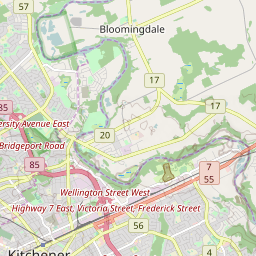 57
Bloomingdale
17
85
17
ersity Avenue East
20
Bridgeport Road
85
7
55
Wellington Street West
Highway 7 East, Victoria Street, Frederick Street
56
4
Kitchener